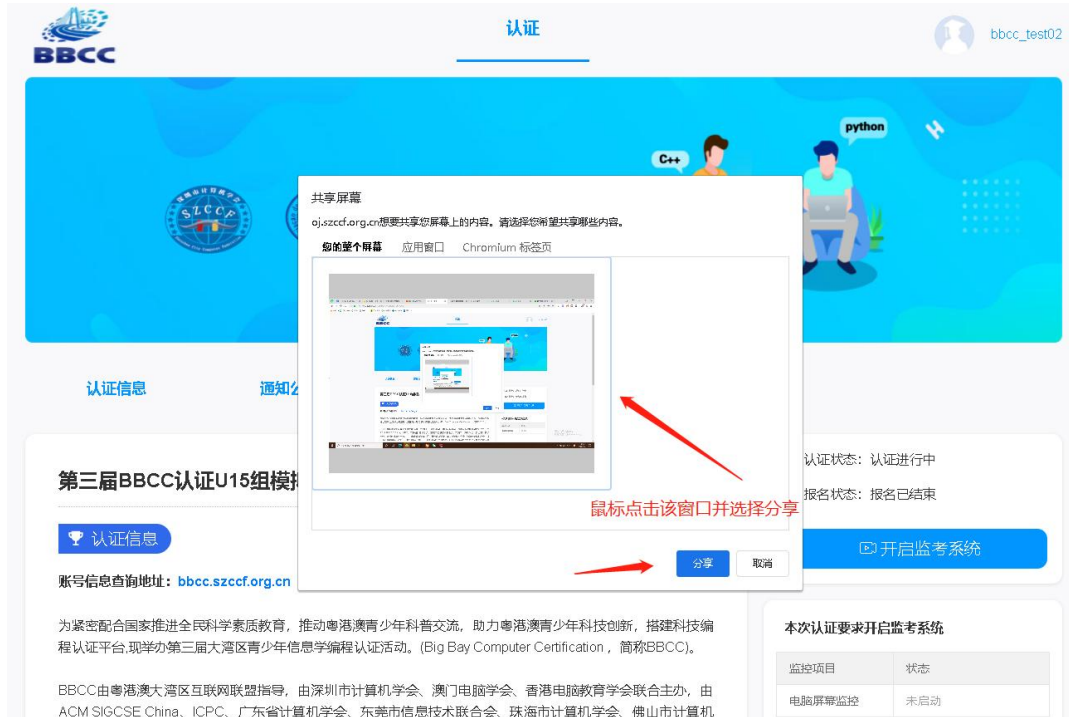 BBCC
认证
bbcc_test02
C++
python
SZCCF
共享屏幕
oj.szccf.org.cn想要共享您屏幕上的内容。请选择您希望共享哪些内容。
您的整个屏幕 应用窗口 Chromium 标签页
认证信息
通知公
第三届BBCC认证U15组模拟
鼠标点击该窗口并选择分享
认证状态：认证进行中
报名状态：报名已结束
分享 取消
开启监考系统
认证信息
账号信息查询地址：bbcc.szccf.org.cn
为紧密配合国家推进全民科学素质教育，推动粤港澳青少年科普交流，助力粤港澳青少年科技创新，搭建科技编
程认证平台,现举办第三届大湾区青少年信息学编程认证活动。(Big Bay Computer Certification ，简称BBCC)。
BBCC由粤港澳大湾区互联网联盟指导，由深圳市计算机学会、澳门电脑学会、香港电脑教育学会联合主办，由
ACM SIGCSE China、ICPC、广东省计算机学会、东莞市信息技术联合会、珠海市计算机学会、佛山市计算机
本次认证要求开启监考系统
监控项目 状态
电脑屏幕监控 未启动